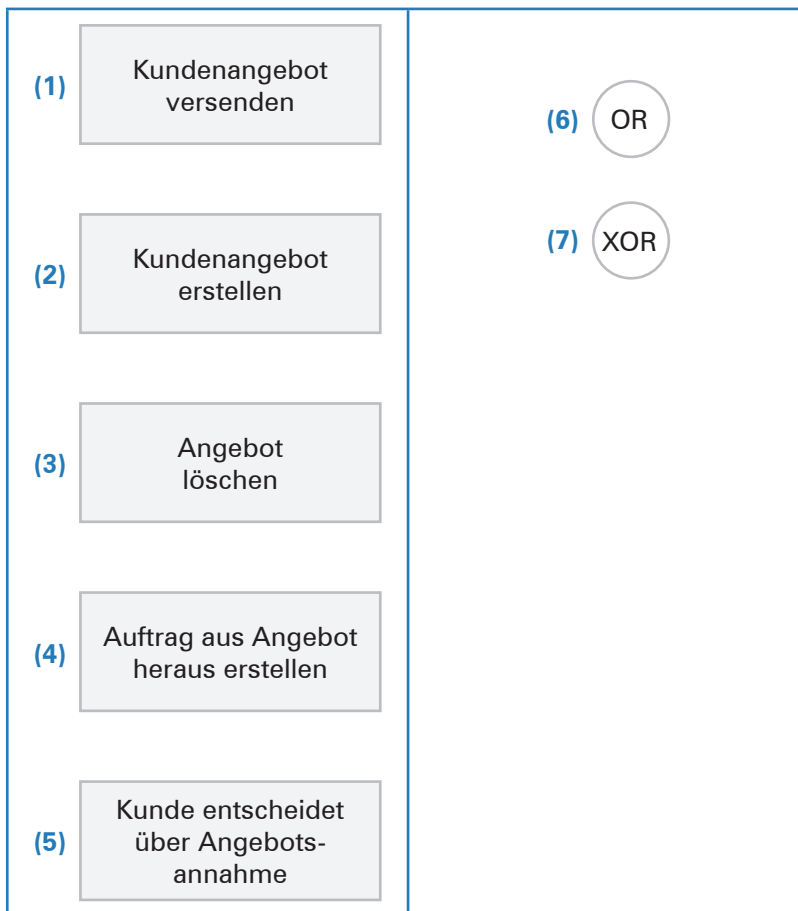 (1) Kundenangebot
versenden
(2) Kundenangebot
erstellen
(3) Angebot
löschen
(4) Auftrag aus Angebot
heraus erstellen
(5) Kunde entscheidet
über Angebots-
annahme
(6) OR
(7) XOR